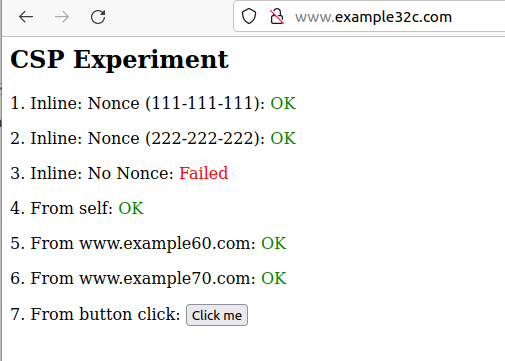 www.example32c.com
CSP Experiment
1. Inline: Nonce (111-111-111): OK
2. Inline: Nonce (222-222-222): OK
3. Inline: No Nonce: Failed
4. From self: OK
5. From www.example60.com: OK
6. From www.example70.com: OK
7. From button click: Click me